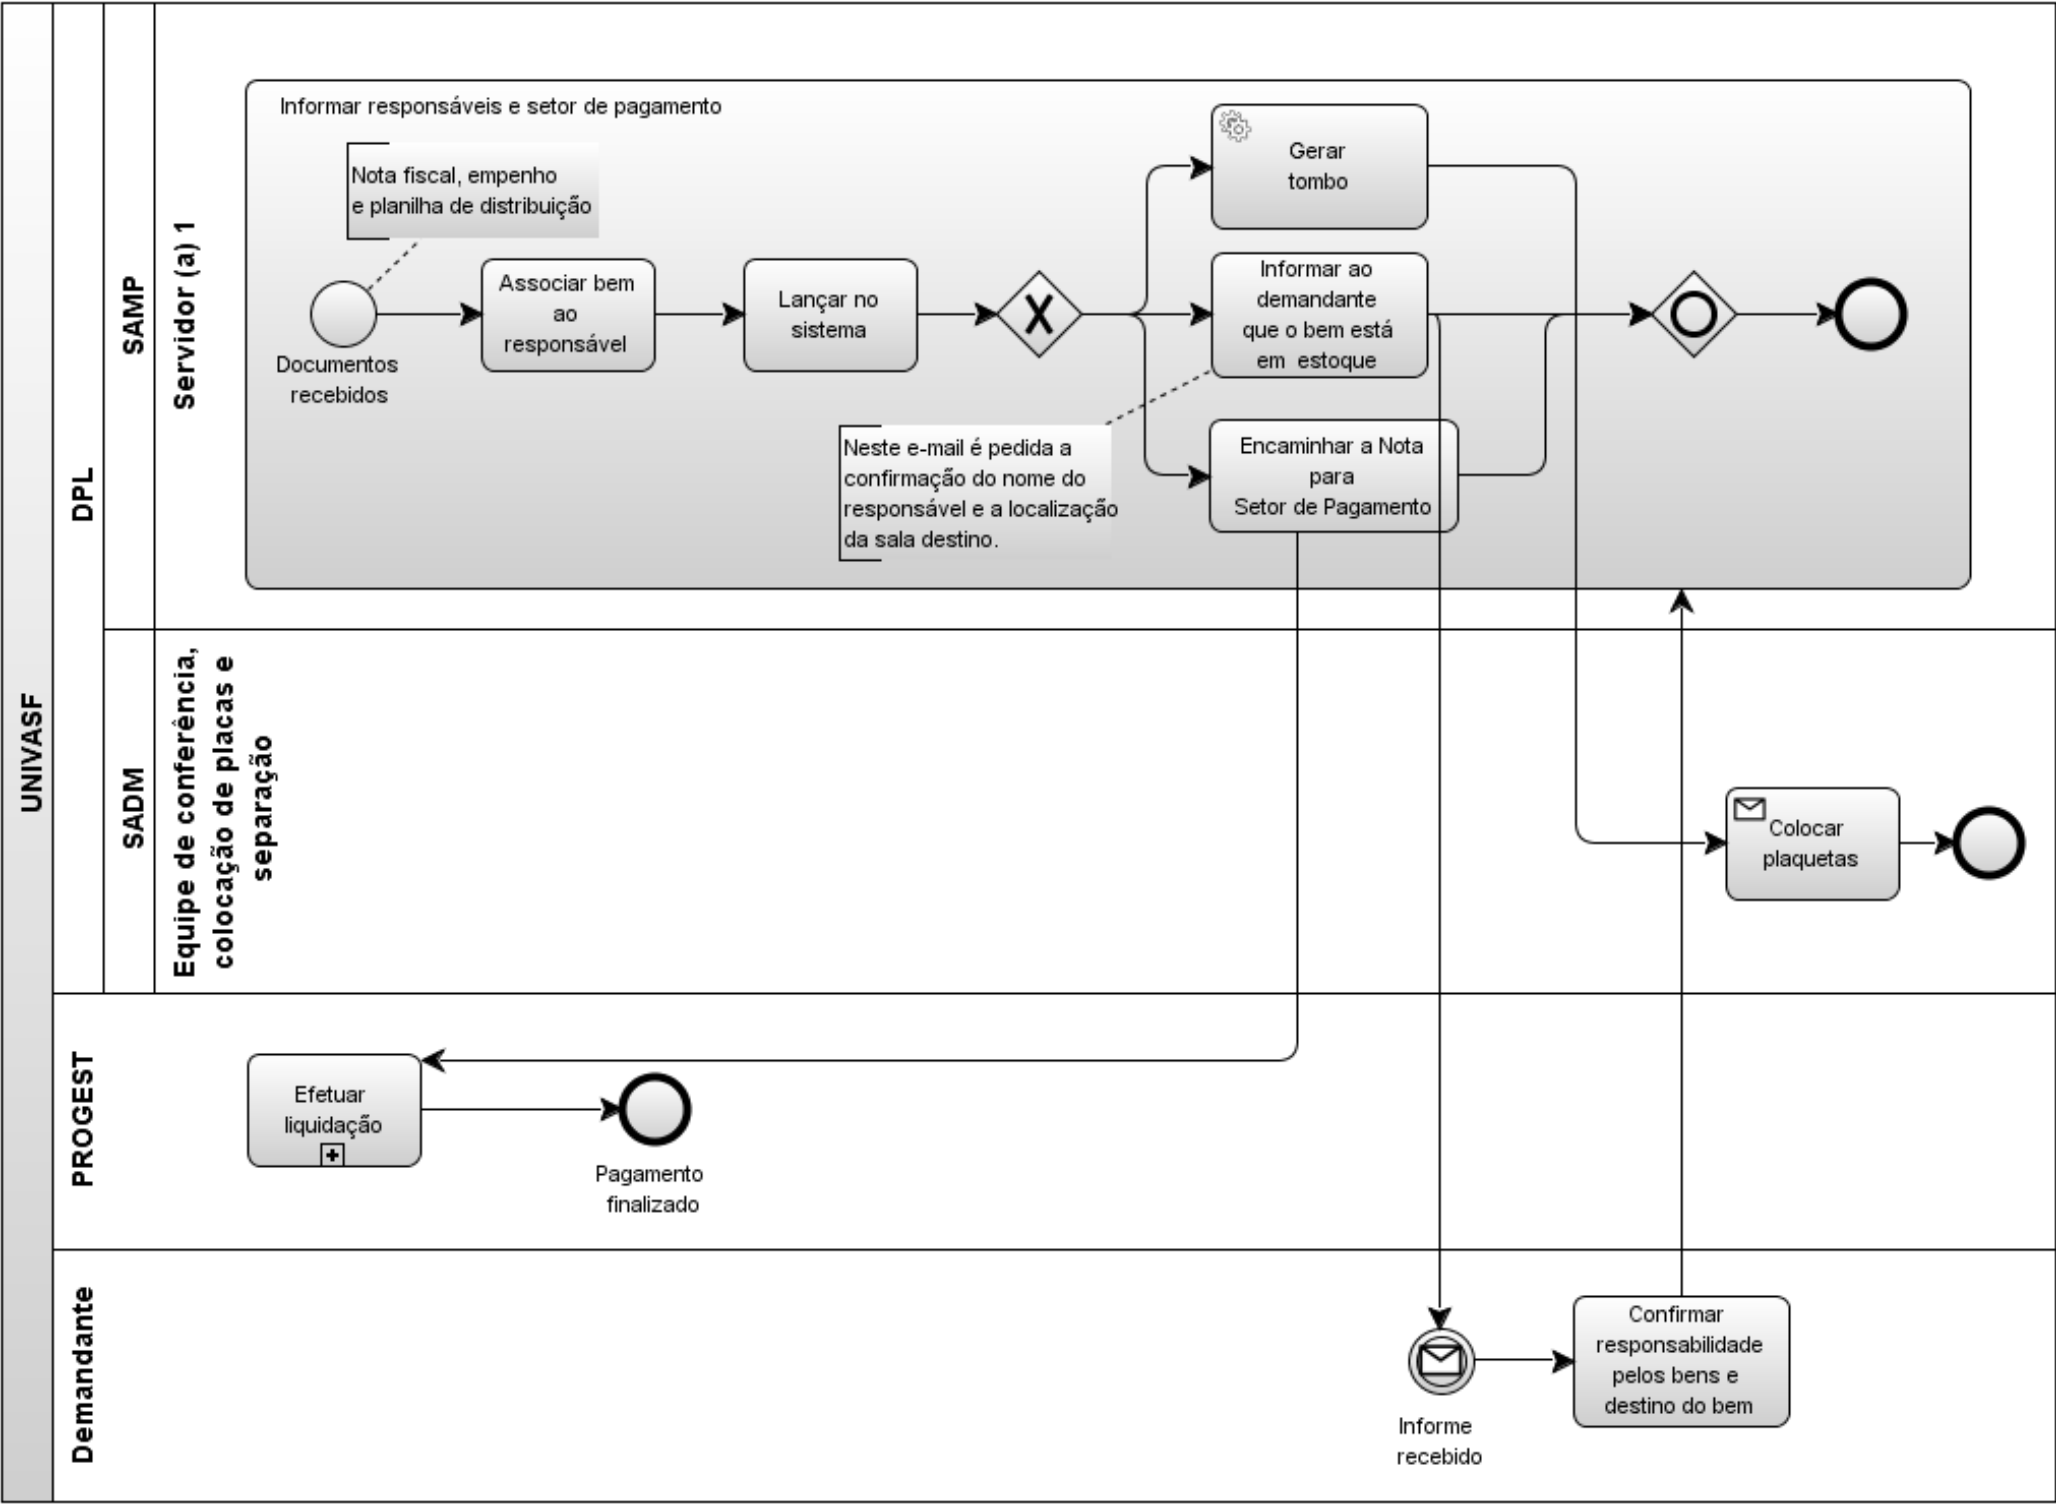 UNIVASF
DPL
SAMP
Servidor (a) 1
Informar responsáveis e setor de pagamento
Nota fiscal, empenho
e planilha de distribuição
Documentos
recebidos
Associar bem
ao
responsável
Lançar no
sistema
Gerar
tombo
Informar ao
demandante
que o bem está
em estoque
Neste e-mail é pedida a
confirmação do nome do
responsável e a localização
da sala destino.
Encaminhar a Nota
para
Setor de Pagamento
SADM
Equipe de conferência,
colocação de placas e
separação
Colocar
plaquetas
PROGEST
Efetuar
liquidação
Pagamento
finalizado
Demandante
Informe
recebido
Confirmar
responsabilidade
pelos bens e
destino do bem